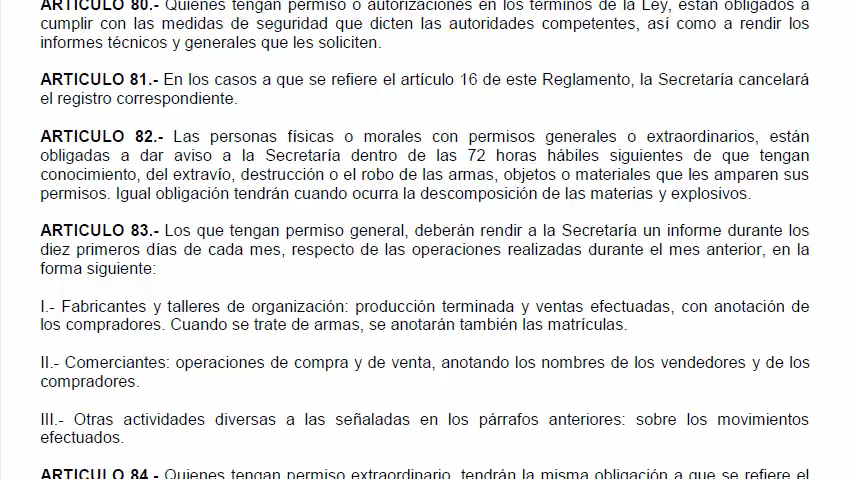 ARTICULO 80.- Quienes tengan permiso o autorizaciones en los términos de la Ley, están obligados a
cumplir con las medidas de seguridad que dicten las autoridades competentes, así como a rendir los
informes técnicos y generales que les soliciten.
ARTICULO 81.- En los casos a que se refiere el artículo 16 de este Reglamento, la Secretaría cancelará
el registro correspondiente.
ARTICULO 82.- Las personas físicas o morales con permisos generales o extraordinarios, están
obligadas a dar aviso a la Secretaría dentro de las 72 horas hábiles siguientes de que tengan
conocimiento, del extravío, destrucción o el robo de las armas, objetos o materiales que les amparen sus
permisos. Igual obligación tendrán cuando ocurra la descomposición de las materias y explosivos.
ARTICULO 83.- Los que tengan permiso general, deberán rendir a la Secretaría un informe durante los
diez primeros días de cada mes, respecto de las operaciones realizadas durante el mes anterior, en la
forma siguiente:
I.- Fabricantes y talleres de organización: producción terminada y ventas efectuadas, con anotación de
los compradores. Cuando se trate de armas, se anotarán también las matrículas.
II.- Comerciantes: operaciones de compra y de venta, anotando los nombres de los vendedores y de los
compradores.
III.- Otras actividades diversas a las señaladas en los párrafos anteriores: sobre los movimientos
efectuados.
ARTICULO 84.- Quienes tengan permiso extraordinario, tendrán la misma obligación a que se refiere el